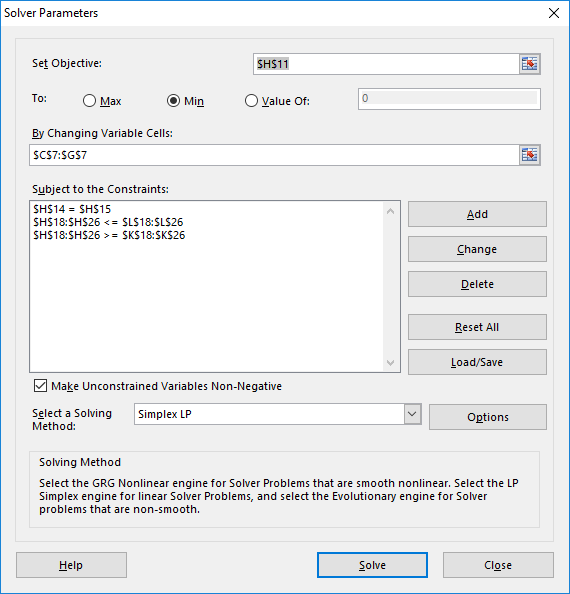 Solver Parameters
Set Objective:
$H$11
To:
Max
Min
Value Of:
0
By Changing Variable Cells:
$C$7:$G$7
Subject to the Constraints:
$H$14 = $H$15
$H$18:$H$26 <= $L$18:$L$26
$H$18:$H$26 >= $K$18:$K$26
Add
Change
Delete
Reset All
Load/Save
Make Unconstrained Variables Non-Negative
Select a Solving
Method:
Simplex LP
Options
Solving Method
Select the GRG Nonlinear engine for Solver Problems that are smooth nonlinear. Select the LP
Simplex engine for linear Solver Problems, and select the Evolutionary engine for Solver
problems that are non-smooth.
Help
Solve
Close